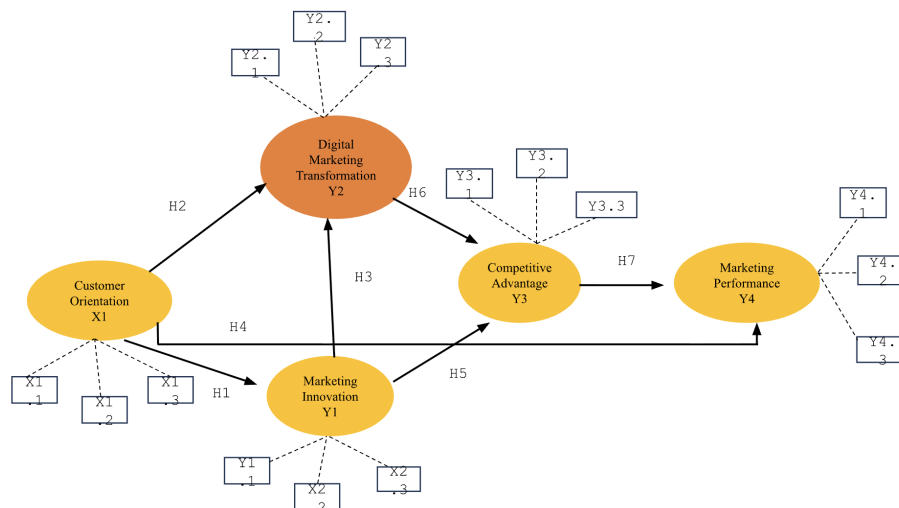 Y2.
2
Y2.
1
Y2
.3
Digital
Marketing
Transformation
Y2
H6
Y3.
1
Y3.
2
Y3.3
H2
Y4.
1
Customer
Orientation
X1
H3
Competitive
Advantage
Y3
H7
Marketing
Performance
Y4
Y4.
2
H4
Y4.
3
X1
.1
X1
.2
X1
.3
H1
Marketing
Innovation
Y1
H5
Y1
.1
X2
.2
X2
.3